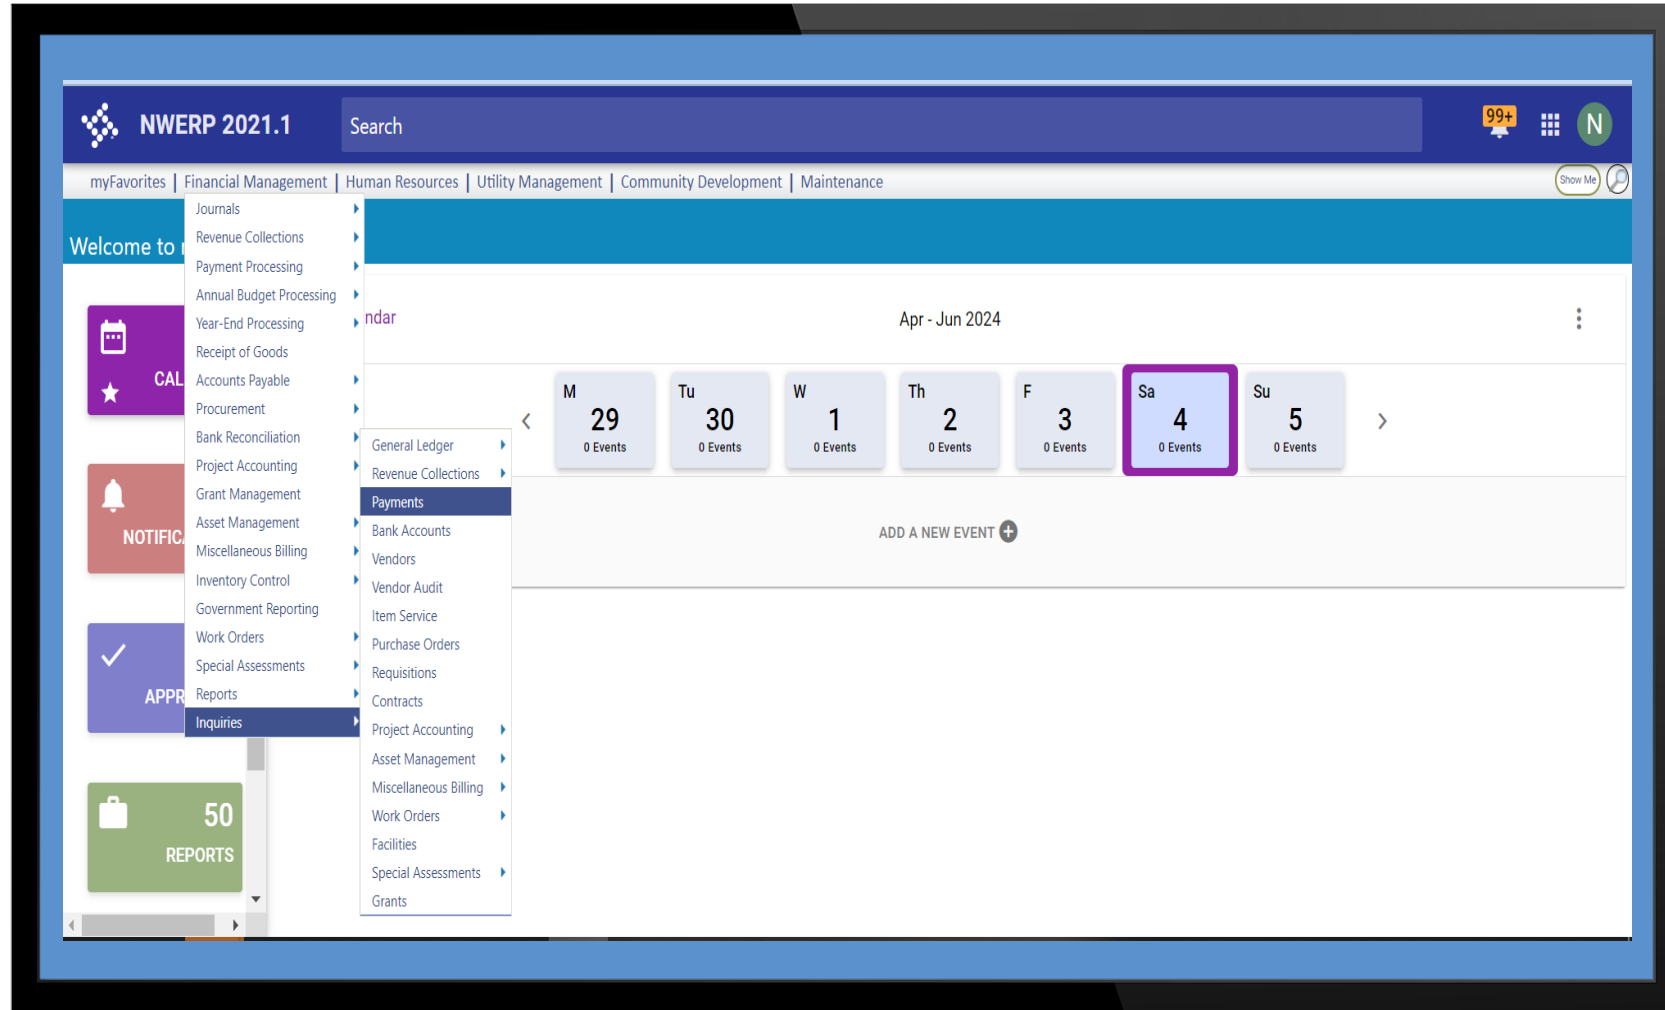 NWERP 2021.1
Search
99+
N
myFavorites | Financial Management | Human Resources | Utility Management | Community Development | Maintenance
Show Me
Welcome to
Journals
Revenue Collections
Payment Processing
Annual Budget Processing
Year-End Processing
Receipt of Goods
Accounts Payable
Procurement
Bank Reconciliation
Project Accounting
Grant Management
Asset Management
Miscellaneous Billing
Inventory Control
Government Reporting
Work Orders
Special Assessments
Reports
Inquiries
General Ledger
Revenue Collections
Payments
Bank Accounts
Vendors
Vendor Audit
Item Service
Purchase Orders
Requisitions
Contracts
Project Accounting
Asset Management
Miscellaneous Billing
Work Orders
Facilities
Special Assessments
Grants
CAL
NOTIFICA
APPR
50
REPORTS
ndar
Apr - Jun 2024
M
29
0 Events
Tu
30
0 Events
W
1
0 Events
Th
2
0 Events
F
3
0 Events
Sa
4
0 Events
Su
5
0 Events
ADD A NEW EVENT